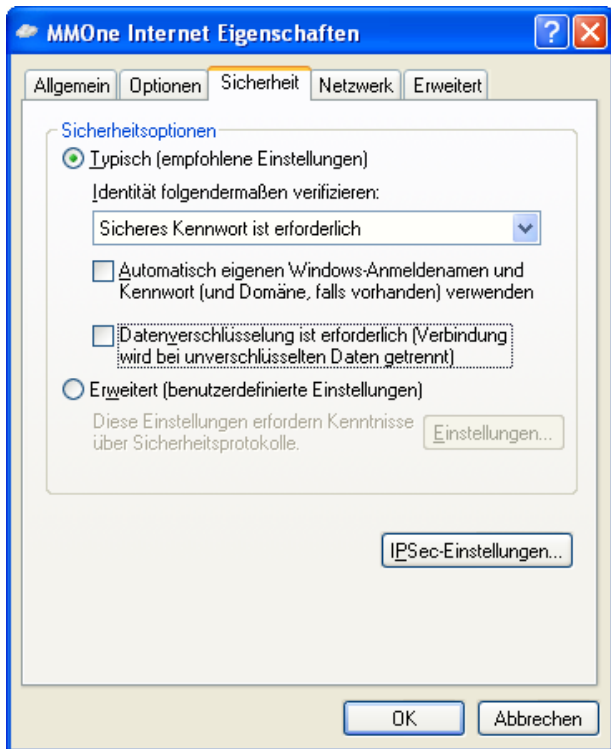 MMOne Internet Eigenschaften
Allgemein Optionen Sicherheit Netzwerk Erweitert
Sicherheitsoptionen
Typisch (empfohlene Einstellungen)
Identität folgendermaßen verifizieren:
Sicheres Kennwort ist erforderlich
Automatisch eigenen Windows-Anmeldenamen und
Kennwort (und Domäne, falls vorhanden) verwenden
Datenverschlüsselung ist erforderlich (Verbindung
wird bei unverschlüsselten Daten getrennt)
Erweitert (benutzerdefinierte Einstellungen)
Diese Einstellungen erfordern Kenntnisse
über Sicherheitsprotokolle.
Einstellungen...
IPSec-Einstellungen...
OK Abbrechen